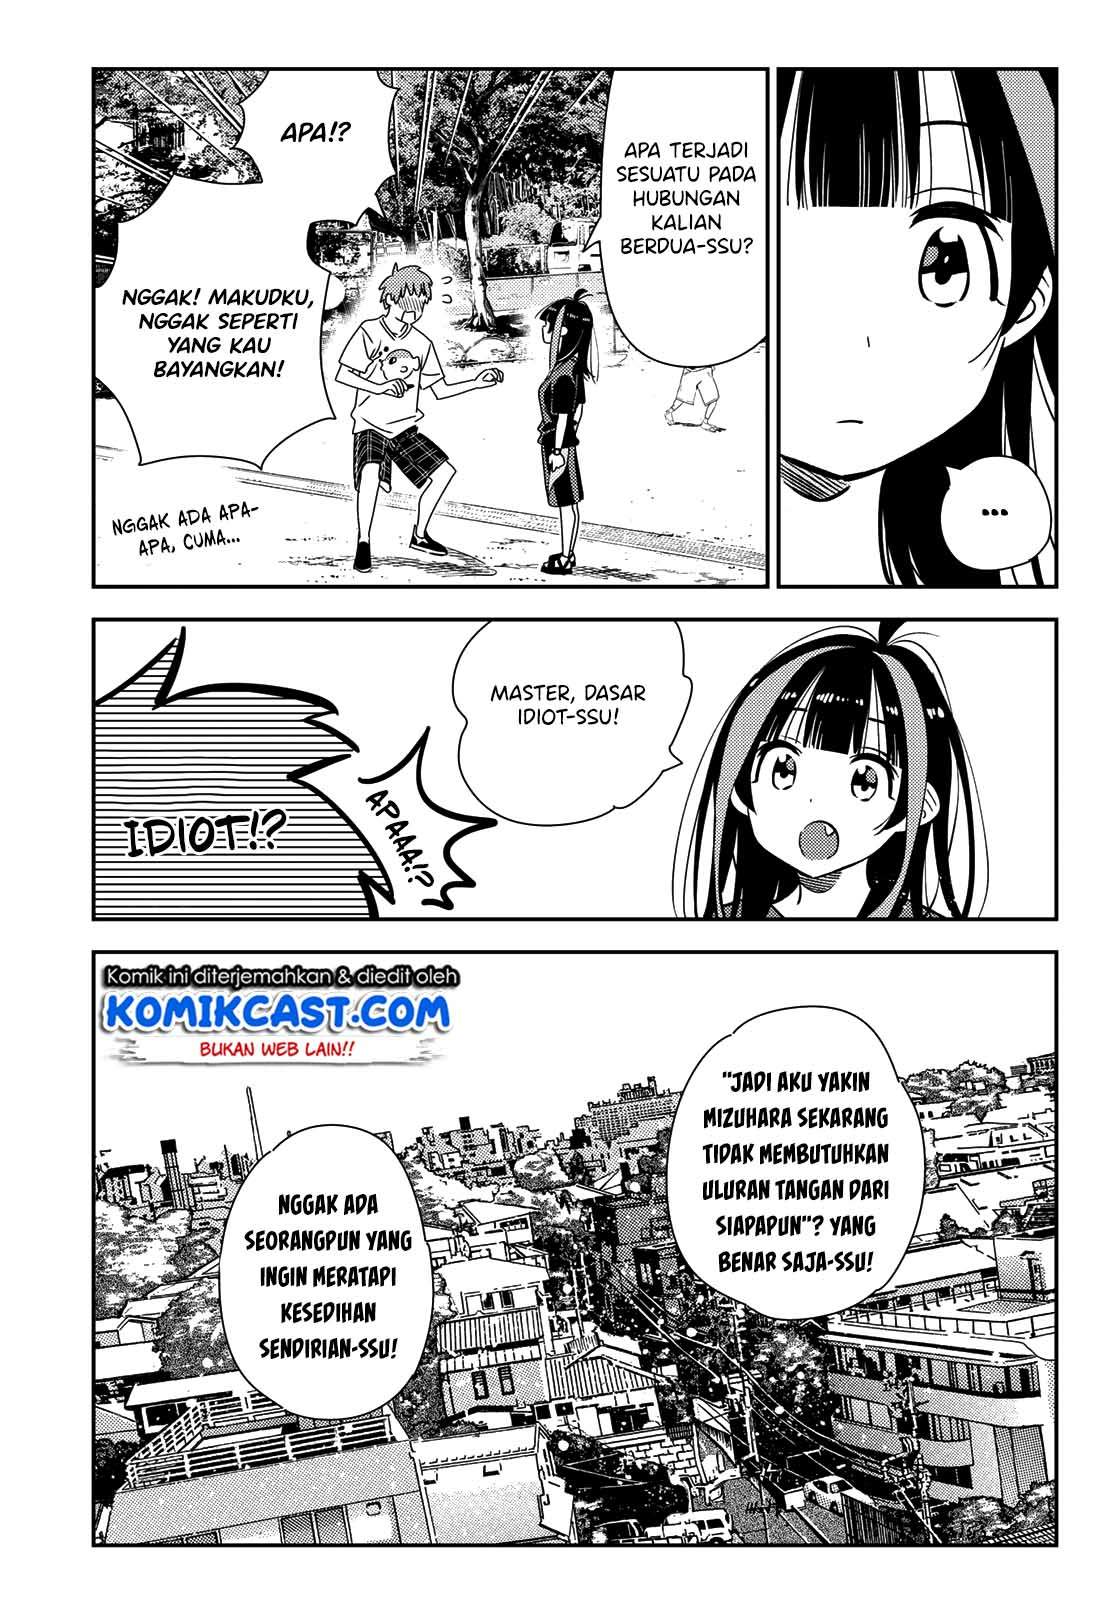 ...
APA TERJADI
SESUATU PADA
HUBUNGAN
KALIAN
BERDUA-SSU?
APA!?
NGGAK! MAKUDKU,
NGGAK SEPERTI
YANG KAU
BAYANGKAN!
NGGAK ADA APA-
APA, CUMA...
MASTER, DASAR
IDIOT-SSU!
APAAA!?
IDIOT!?
Komik ini diterjemahkan & diedit oleh
KOMIKCAST.COM
BUKAN WEB LAIN!!
"JADI AKU YAKIN
MIZUHARA SEKARANG
TIDAK MEMBUTUHKAN
ULURAN TANGAN DARI
SIAPAPUN"? YANG
BENAR SAJA-SSU!
NGGAK ADA
SEORANGPUN YANG
INGIN MERATAPI
KESEDIHAN
SENDIRIAN-SSU!